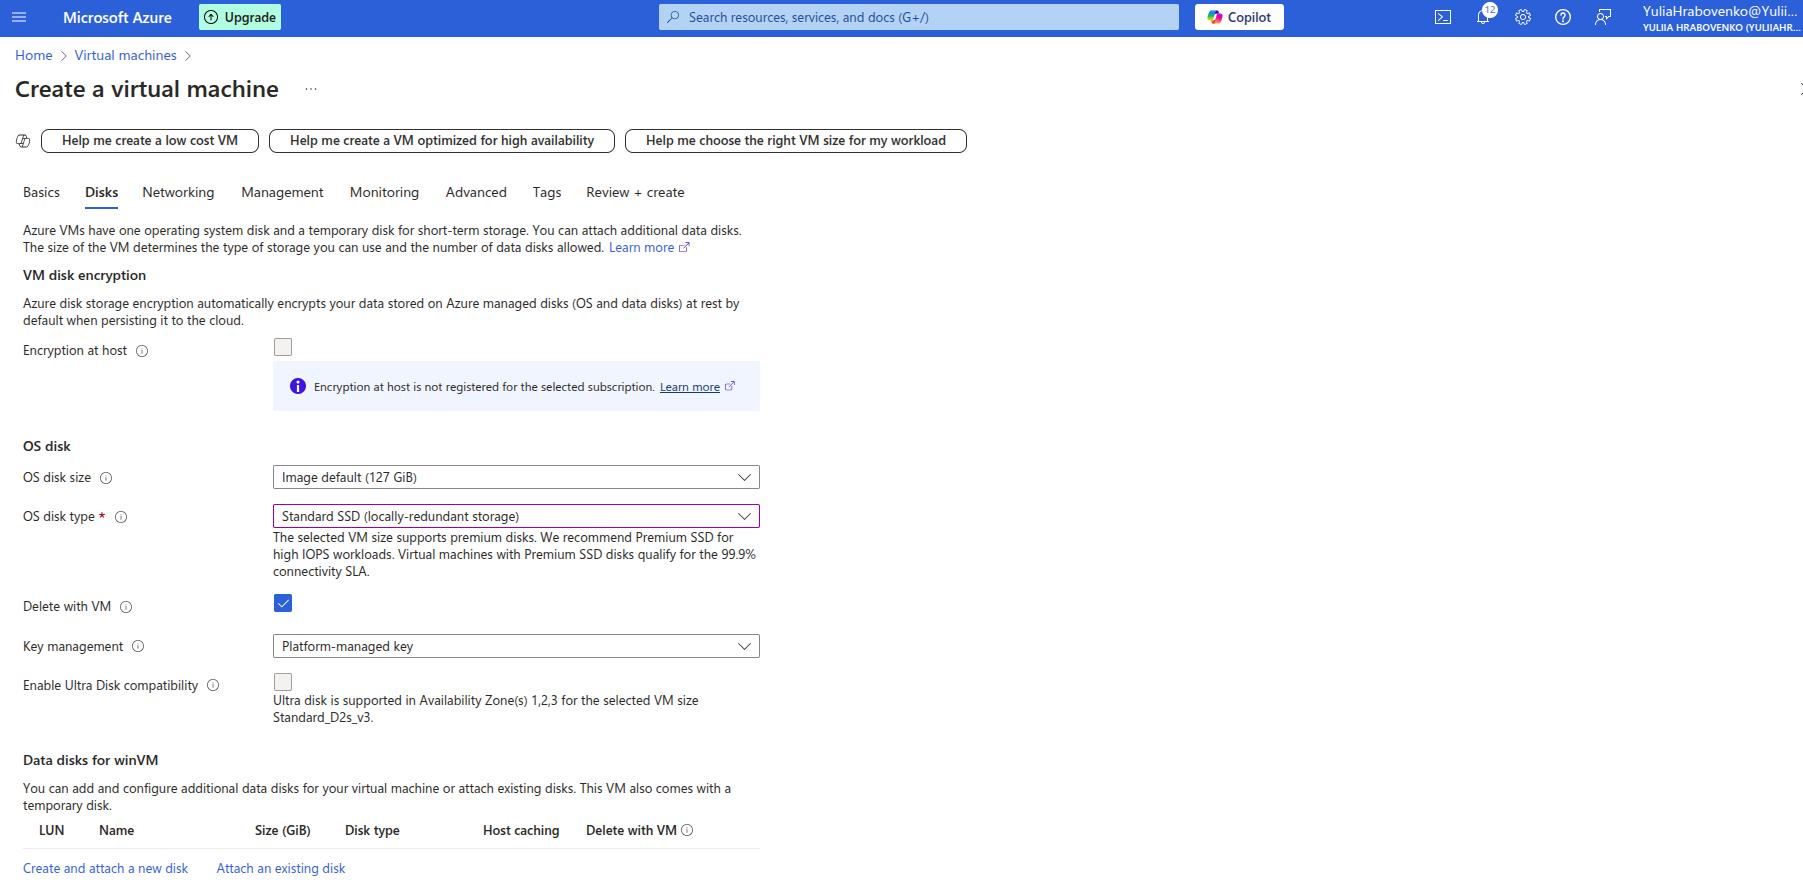 Microsoft Azure
Upgrade
Search resources, services, and docs (G+/)
Copilot
12
YuliaHrabovenko@Yulii...
YULIIA HRABOVENKO (YULIIAHR...
Home > Virtual machines >
Create a virtual machine ...
Help me create a low cost VM
Help me create a VM optimized for high availability
Help me choose the right VM size for my workload
Basics Disks Networking Management Monitoring Advanced Tags Review + create
Azure VMs have one operating system disk and a temporary disk for short-term storage. You can attach additional data disks.
The size of the VM determines the type of storage you can use and the number of data disks allowed. Learn more
VM disk encryption
Azure disk storage encryption automatically encrypts your data stored on Azure managed disks (OS and data disks) at rest by
default when persisting it to the cloud.
Encryption at host
Encryption at host is not registered for the selected subscription. Learn more
OS disk
OS disk size
Image default (127 GiB)
OS disk type *
Standard SSD (locally-redundant storage)
The selected VM size supports premium disks. We recommend Premium SSD for
high IOPS workloads. Virtual machines with Premium SSD disks qualify for the 99.9%
connectivity SLA.
Delete with VM
Key management
Platform-managed key
Enable Ultra Disk compatibility
Ultra disk is supported in Availability Zone(s) 1,2,3 for the selected VM size
Standard_D2s_v3.
Data disks for winVM
You can add and configure additional data disks for your virtual machine or attach existing disks. This VM also comes with a
temporary disk.
LUN Name Size (GiB) Disk type Host caching Delete with VM
Create and attach a new disk Attach an existing disk